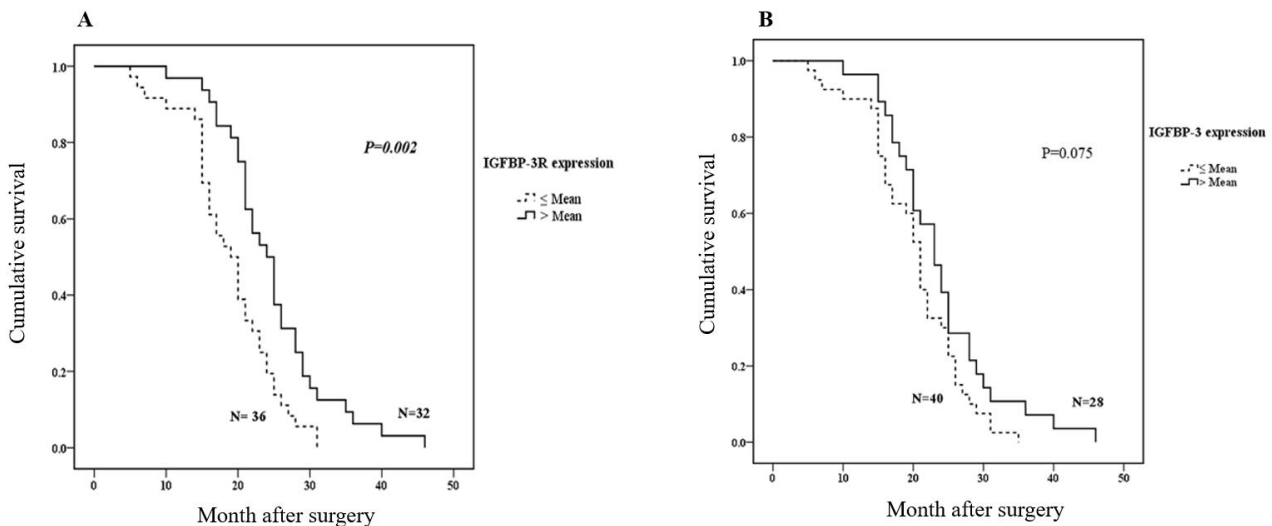 A
1.0
0.8
0.6
0.4
0.2
0.0
Cumulative survival
P=0.002
N= 36
N=32
0 10 20 30 40 50
Month after surgery
IGFBP-3R expression
≤ Mean
> Mean
B
1.0
0.8
0.6
0.4
0.2
0.0
Cumulative survival
P=0.075
N=40
N=28
0 10 20 30 40 50
Month after surgery
IGFBP-3 expression
≤ Mean
> Mean